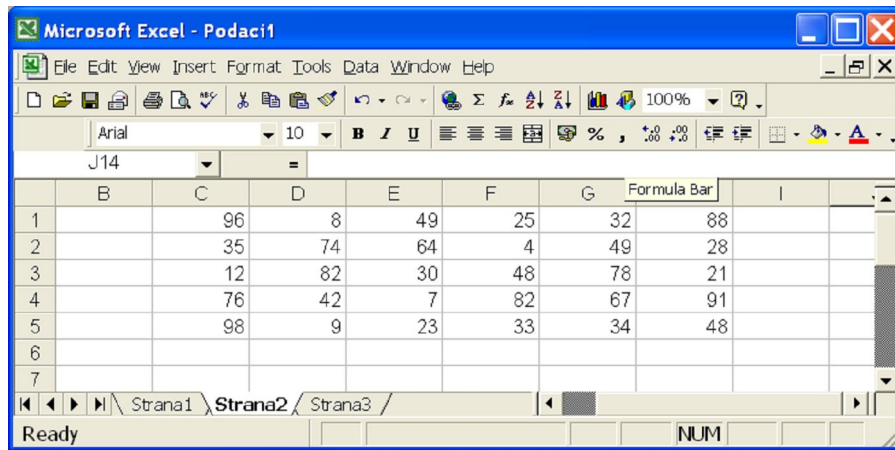 Microsoft Excel - Podaci1
File Edit View Insert Format Tools Data Window Help
100%
Arial 10 B I U % ,
J14 =
Formula Bar
B C D E F G I
1 96 8 49 25 32 88
2 35 74 64 4 49 28
3 12 82 30 48 78 21
4 76 42 7 82 67 91
5 98 9 23 33 34 48
6
7
Strana1 Strana2 Strana3
Ready NUM